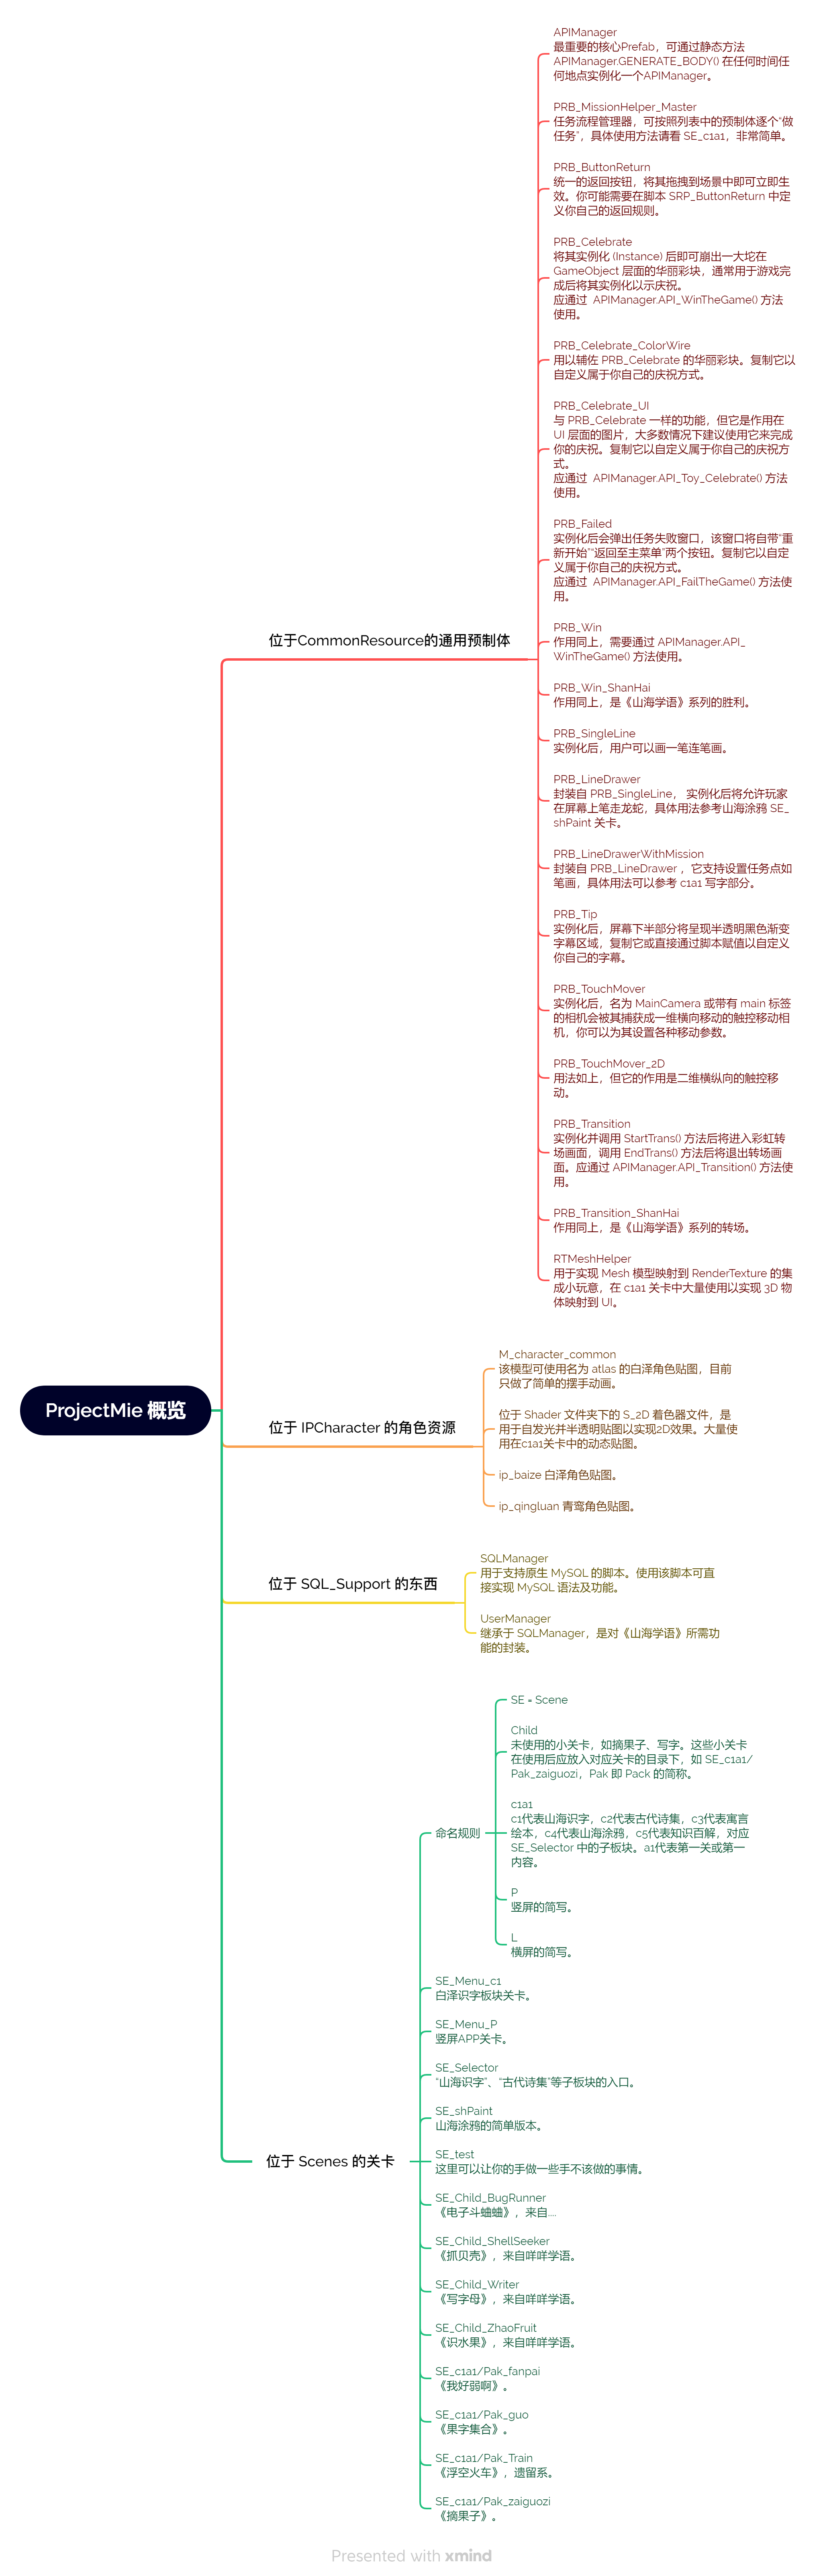 APIManager
最重要的核心Prefab，可通过静态方法
APIManager.GENERATE_BODY() 在任何时间任
何地点实例化一个APIManager。
PRB_MissionHelper_Master
任务流程管理器，可按照列表中的预制体逐个“做
任务”，具体使用方法请看 SE_c1a1，非常简单。
PRB_ButtonReturn
统一的返回按钮，将其拖拽到场景中即可立即生
效。你可能需要在脚本 SRP_ButtonReturn 中定
义你自己的返回规则。
PRB_Celebrate
将其实例化 (Instance) 后即可崩出一大坨在
GameObject 层面的华丽彩块，通常用于游戏完
成后将其实例化以示庆祝。
应通过 APIManager.API_WinTheGame() 方法
使用。
PRB_Celebrate_ColorWire
用以辅佐 PRB_Celebrate 的华丽彩块。复制它以
自定义属于你自己的庆祝方式。
PRB_Celebrate_UI
与 PRB_Celebrate 一样的功能，但它是作用在
UI 层面的图片，大多数情况下建议使用它来完成
你的庆祝。复制它以自定义属于你自己的庆祝方
式。
应通过 APIManager.API_Toy_Celebrate() 方法
使用。
PRB_Failed
实例化后会弹出任务失败窗口，该窗口将自带“重
新开始”“返回至主菜单”两个按钮。复制它以自定
义属于你自己的庆祝方式。
应通过 APIManager.API_FailTheGame() 方法使
用。
位于CommonResource的通用预制体
PRB_Win
作用同上，需要通过 APIManager.API_
WinTheGame() 方法使用。
PRB_Win_ShanHai
作用同上，是《山海学语》系列的胜利。
PRB_SingleLine
实例化后，用户可以画一笔连笔画。
PRB_LineDrawer
封装自 PRB_SingleLine， 实例化后将允许玩家
在屏幕上笔走龙蛇，具体用法参考山海涂鸦 SE_
shPaint 关卡。
PRB_LineDrawerWithMission
封装自 PRB_LineDrawer ，它支持设置任务点如
笔画，具体用法可以参考 c1a1 写字部分。
PRB_Tip
实例化后，屏幕下半部分将呈现半透明黑色渐变
字幕区域，复制它或直接通过脚本赋值以自定义
你自己的字幕。
PRB_TouchMover
实例化后，名为 MainCamera 或带有 main 标签
的相机会被其捕获成一维横向移动的触控移动相
机，你可以为其设置各种移动参数。
PRB_TouchMover_2D
用法如上，但它的作用是二维横纵向的触控移
动。
PRB_Transition
实例化并调用 StartTrans() 方法后将进入彩虹转
场画面，调用 EndTrans() 方法后将退出转场画
面。应通过 APIManager.API_Transition() 方法使
用。
PRB_Transition_ShanHai
作用同上，是《山海学语》系列的转场。
RTMeshHelper
用于实现 Mesh 模型映射到 RenderTexture 的集
成小玩意，在 c1a1 关卡中大量使用以实现 3D 物
体映射到 UI。
ProjectMie 概览
位于 IPCharacter 的角色资源
M_character_common
该模型可使用名为 atlas 的白泽角色贴图，目前
只做了简单的摆手动画。
位于 Shader 文件夹下的 S_2D 着色器文件，是
用于自发光并半透明贴图以实现2D效果。大量使
用在c1a1关卡中的动态贴图。
ip_baize 白泽角色贴图。
ip_qingluan 青鸾角色贴图。
位于 SQL_Support 的东西
SQLManager
用于支持原生 MySQL 的脚本。使用该脚本可直
接实现 MySQL 语法及功能。
UserManager
继承于 SQLManager，是对《山海学语》所需功
能的封装。
位于 Scenes 的关卡
命名规则
SE = Scene
Child
未使用的小关卡，如摘果子、写字。这些小关卡
在使用后应放入对应关卡的目录下，如 SE_c1a1/
Pak_zaiguozi，Pak 即 Pack 的简称。
c1a1
c1代表山海识字，c2代表古代诗集，c3代表寓言
绘本，c4代表山海涂鸦，c5代表知识百解，对应
SE_Selector 中的子板块。a1代表第一关或第一
内容。
P
竖屏的简写。
L
横屏的简写。
SE_Menu_c1
白泽识字板块关卡。
SE_Menu_P
竖屏APP关卡。
SE_Selector
“山海识字”、“古代诗集”等子板块的入口。
SE_shPaint
山海涂鸦的简单版本。
SE_test
这里可以让你的手做一些手不该做的事情。
SE_Child_BugRunner
《电子斗蛐蛐》，来自....
SE_Child_ShellSeeker
《抓贝壳》，来自咩咩学语。
SE_Child_Writer
《写字母》，来自咩咩学语。
SE_Child_ZhaoFruit
《识水果》，来自咩咩学语。
SE_c1a1/Pak_fanpai
《我好弱啊》。
SE_c1a1/Pak_guo
《果字集合》。
SE_c1a1/Pak_Train
《浮空火车》，遗留系。
SE_c1a1/Pak_zaiguozi
《摘果子》。
Presented with xmind